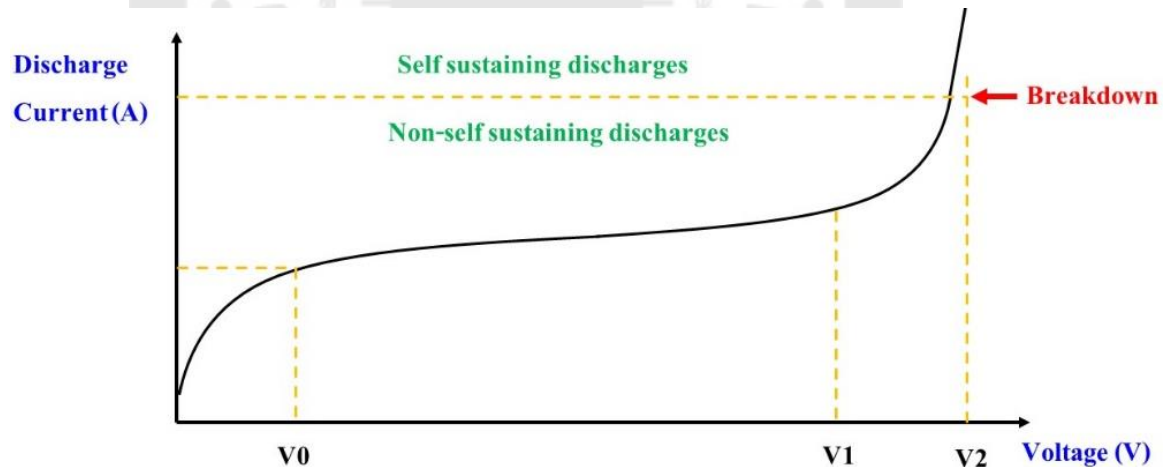 Discharge
Current (A)
Self sustaining discharges
Breakdown
Non-self sustaining discharges
V0
V1
V2
Voltage (V)